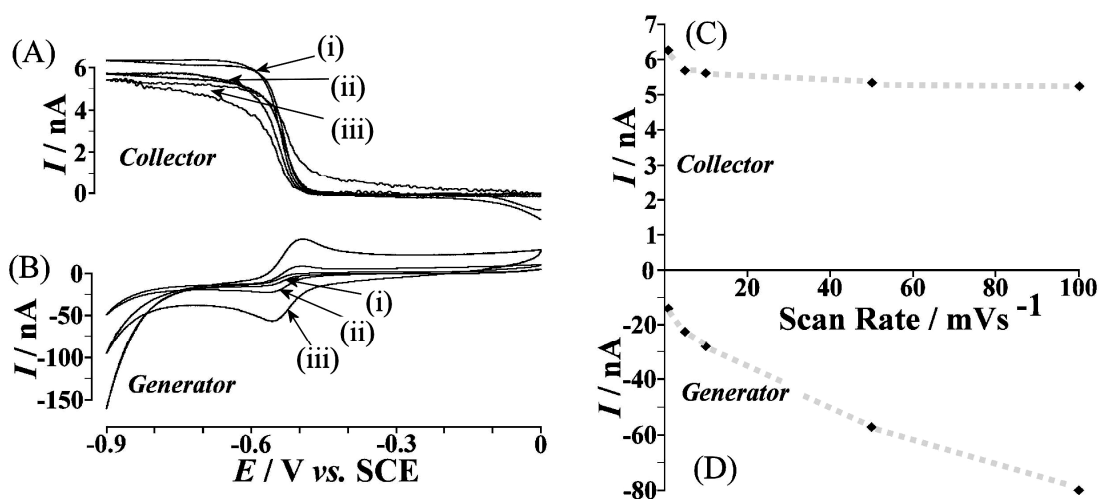 (A)
6
4
2
0
I / nA
(i)
(ii)
(iii)
Collector
(B)
0
-50
-100
-150
I / nA
(i)
(ii)
(iii)
Generator
-0.9
-0.6
-0.3
0
E / V vs. SCE
(C)
7
6
5
4
3
2
1
0
I / nA
Collector
20
40
60
80
100
Scan Rate / mVs⁻¹
-20
-40
-60
-80
I / nA
Generator
(D)